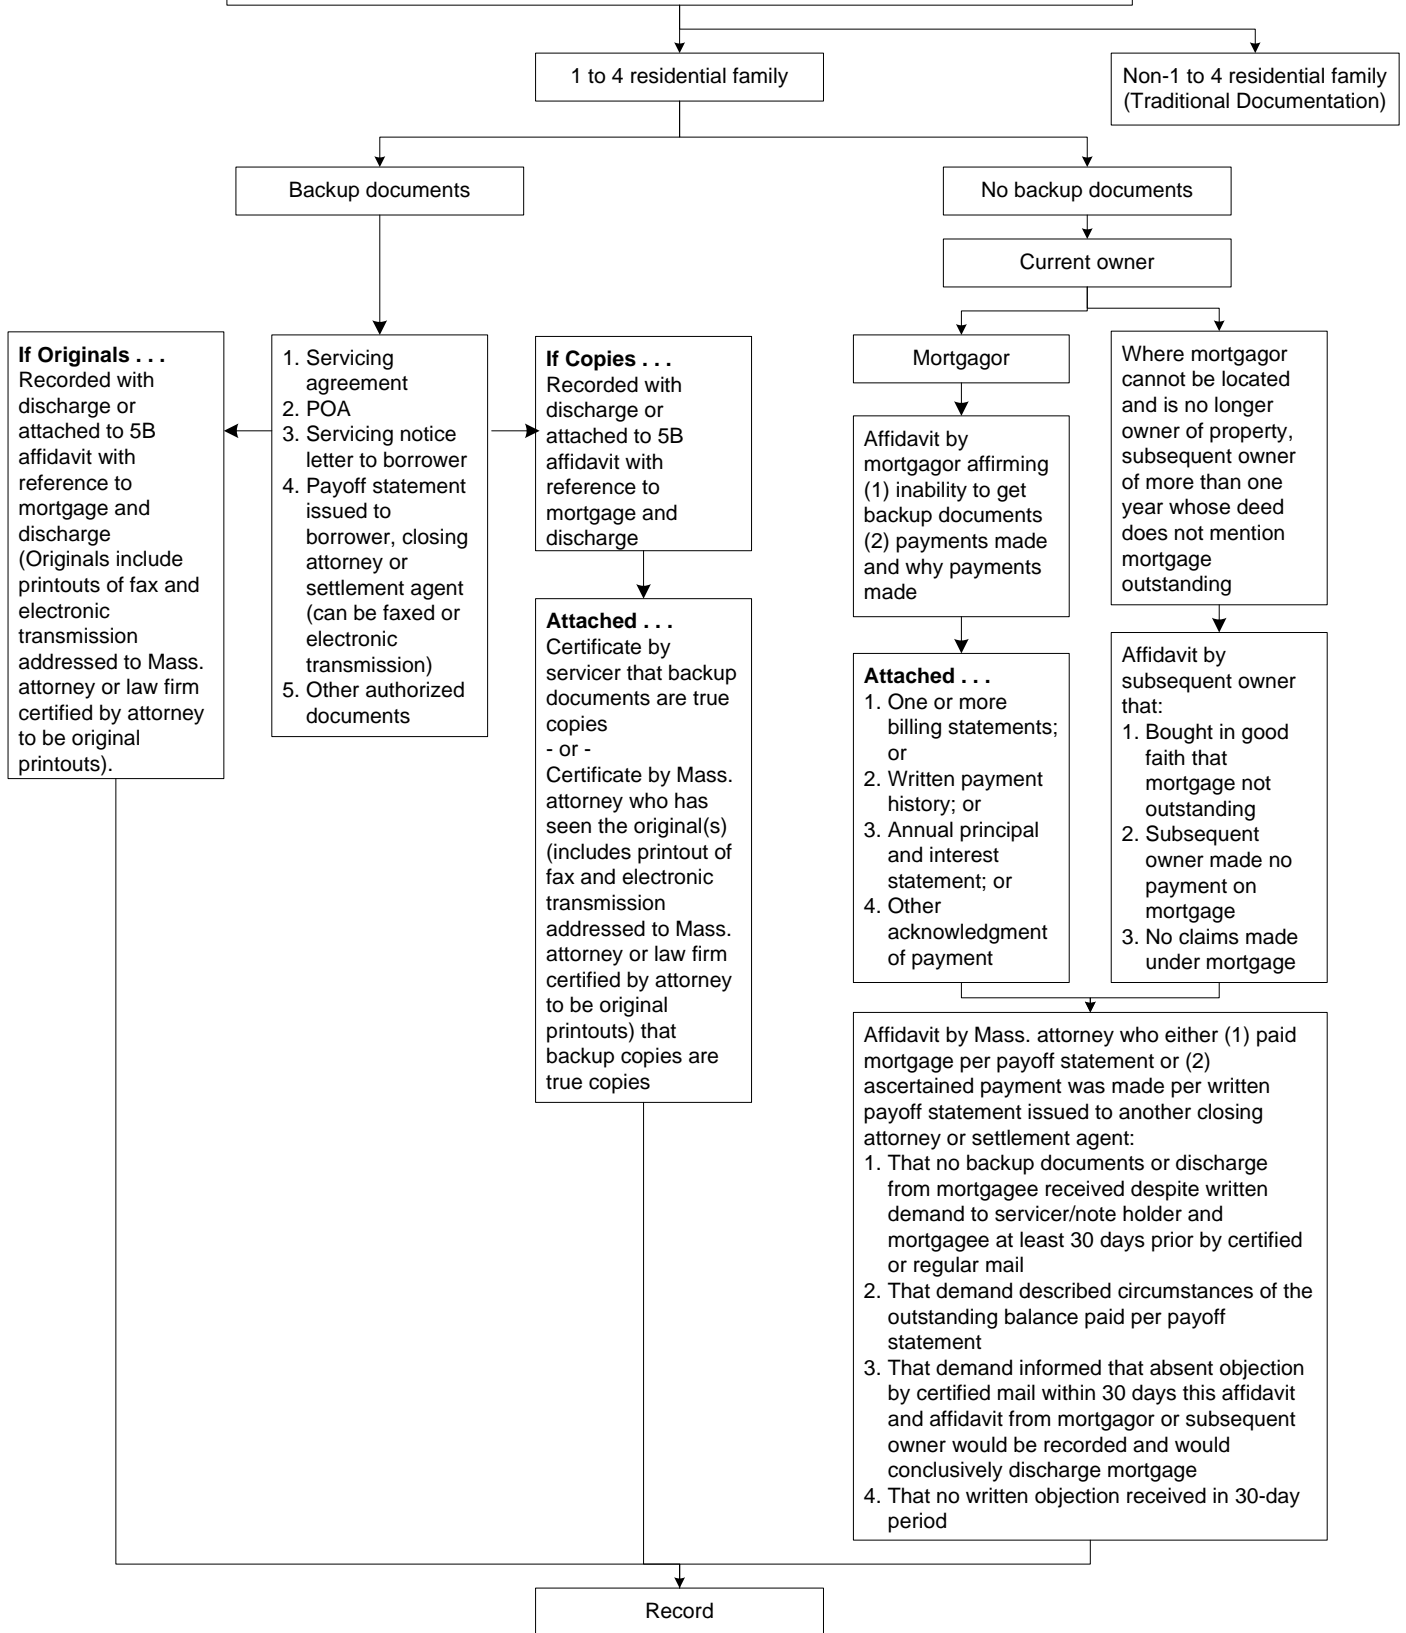 1 to 4 residential family
Non-1 to 4 residential family
(Traditional Documentation)
Backup documents
No backup documents
Current owner
If Originals . . .
Recorded with
discharge or
attached to 5B
affidavit with
reference to
mortgage and
discharge
(Originals include
printouts of fax and
electronic
transmission
addressed to Mass.
attorney or law firm
certified by attorney
to be original
printouts).
1. Servicing
agreement
2. POA
3. Servicing notice
letter to borrower
4. Payoff statement
issued to
borrower, closing
attorney or
settlement agent
(can be faxed or
electronic
transmission)
5. Other authorized
documents
If Copies . . .
Recorded with
discharge or
attached to 5B
affidavit with
reference to
mortgage and
discharge
Attached . . .
Certificate by
servicer that backup
documents are true
copies
- or -
Certificate by Mass.
attorney who has
seen the original(s)
(includes printout of
fax and electronic
transmission
addressed to Mass.
attorney or law firm
certified by attorney
to be original
printouts) that
backup copies are
true copies
Mortgagor
Affidavit by
mortgagor affirming
(1) inability to get
backup documents
(2) payments made
and why payments
made
Attached . . .
1. One or more
billing statements;
or
2. Written payment
history; or
3. Annual principal
and interest
statement; or
4. Other
acknowledgment
of payment
Where mortgagor
cannot be located
and is no longer
owner of property,
subsequent owner
of more than one
year whose deed
does not mention
mortgage
outstanding
Affidavit by
subsequent owner
that:
1. Bought in good
faith that
mortgage not
outstanding
2. Subsequent
owner made no
payment on
mortgage
3. No claims made
under mortgage
Affidavit by Mass. attorney who either (1) paid
mortgage per payoff statement or (2)
ascertained payment was made per written
payoff statement issued to another closing
attorney or settlement agent:
1. That no backup documents or discharge
from mortgagee received despite written
demand to servicer/note holder and
mortgagee at least 30 days prior by certified
or regular mail
2. That demand described circumstances of the
outstanding balance paid per payoff
statement
3. That demand informed that absent objection
by certified mail within 30 days this affidavit
and affidavit from mortgagor or subsequent
owner would be recorded and would
conclusively discharge mortgage
4. That no written objection received in 30-day
period
Record